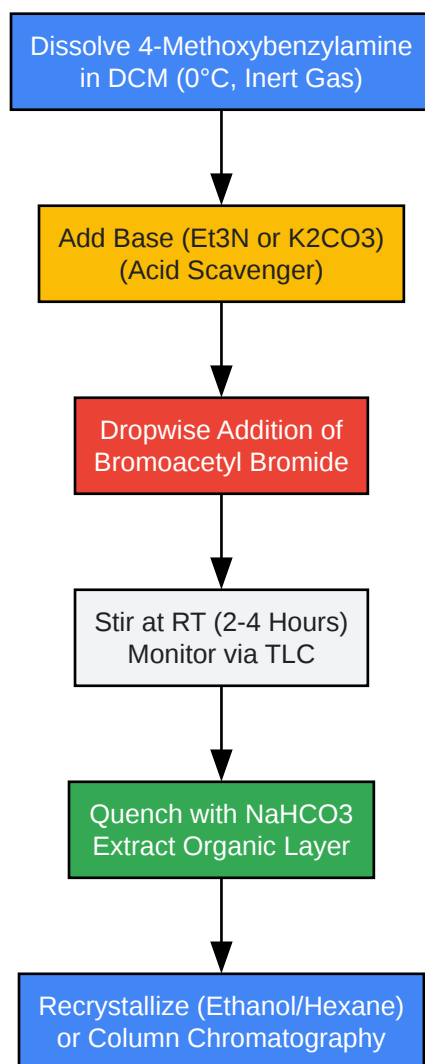 Dissolve 4-Methoxybenzylamine
in DCM (0°C, Inert Gas)
Add Base (Et3N or K2CO3)
(Acid Scavenger)
Dropwise Addition of
Bromoacetyl Bromide
Stir at RT (2-4 Hours)
Monitor via TLC
Quench with NaHCO3
Extract Organic Layer
Recrystallize (Ethanol/Hexane)
or Column Chromatography